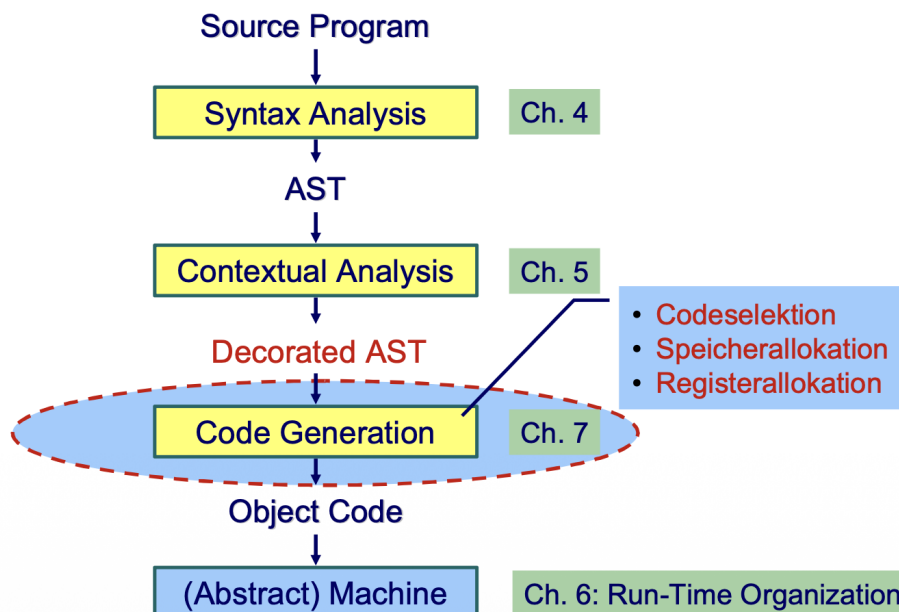 Source Program
Syntax Analysis
Ch. 4
AST
Contextual Analysis
Ch. 5
• Codeselektion
• Speicherallokation
• Registerallokation
Decorated AST
Code Generation
Ch. 7
Object Code
(Abstract) Machine
Ch. 6: Run-Time Organization